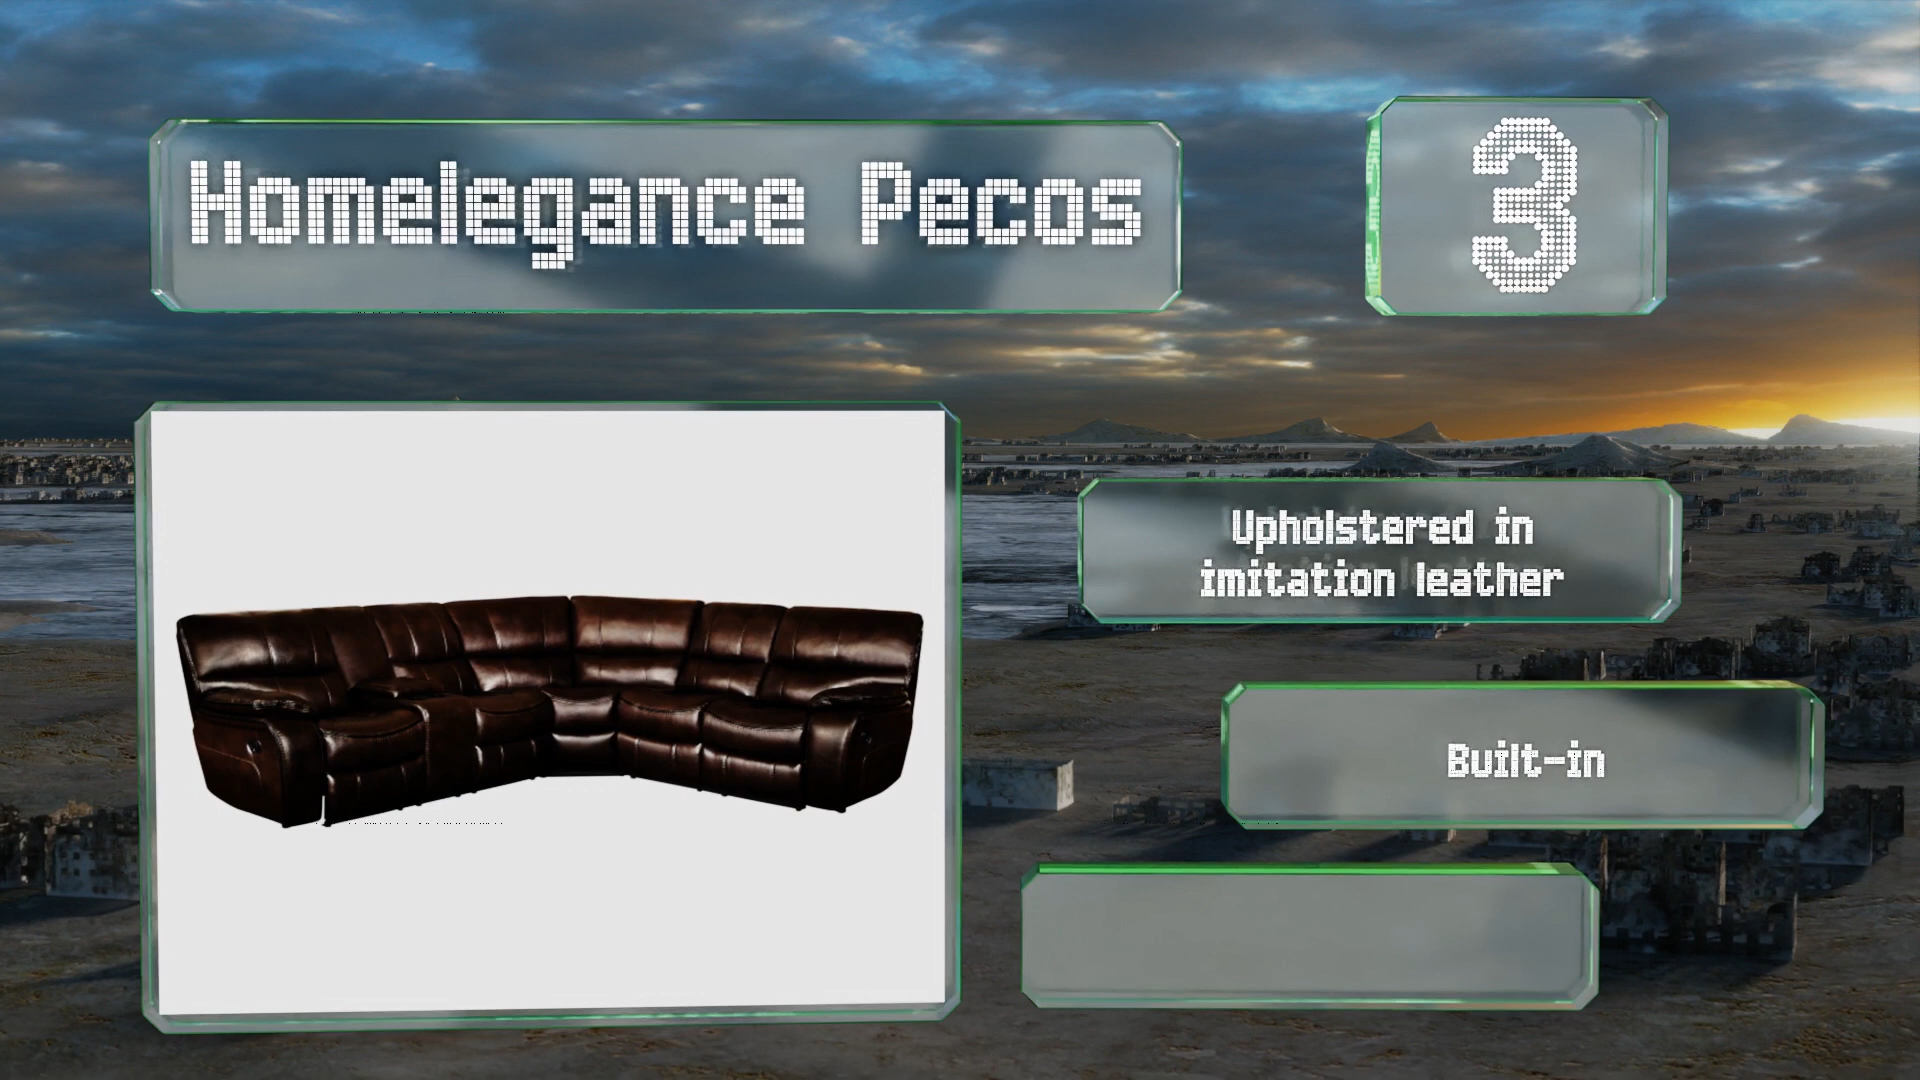 Homelegance Pecos
3
Upholstered in
imitation leather
Built-in